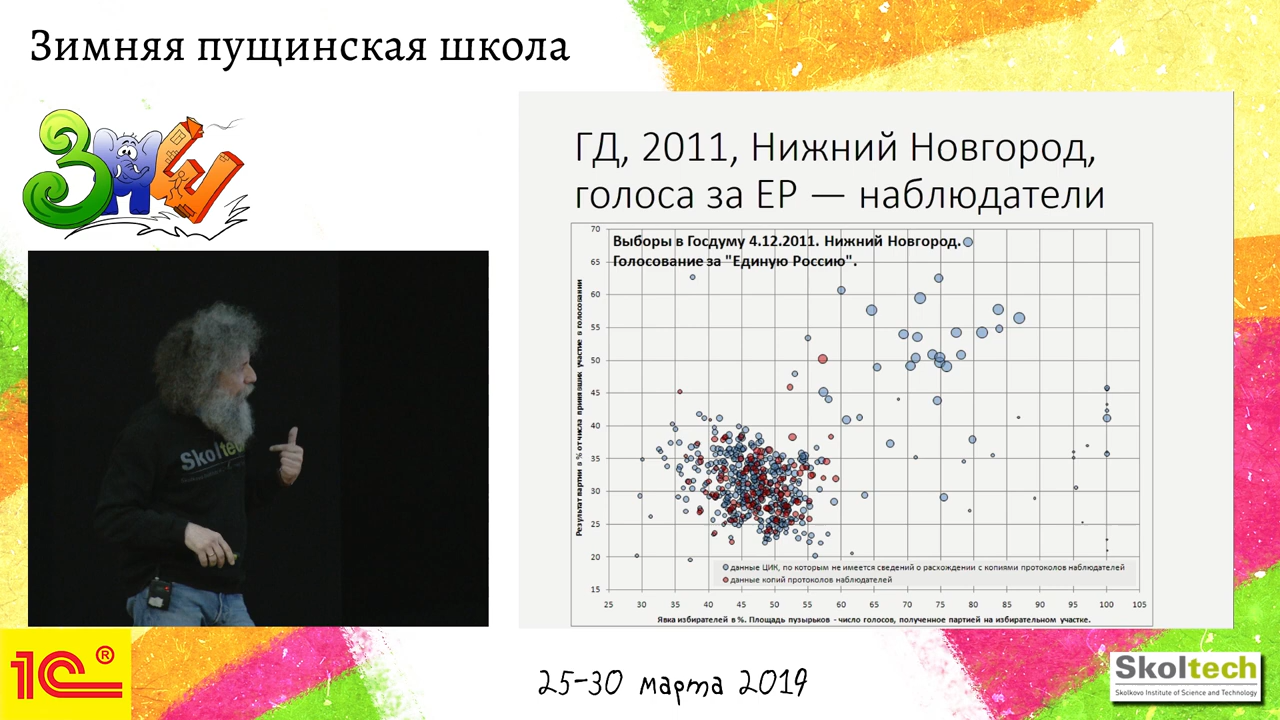 Зимняя пущинская школа
ЗПШ
ГД, 2011, Нижний Новгород,
голоса за ЕР — наблюдатели
Выборы в Госдуму 4.12.2011. Нижний Новгород.
Голосование за "Единую Россию".
Результат партии в % от числа принявших участие в голосовании
70
65
60
55
50
45
40
35
30
25
20
15
данные ЦИК, по которым не имеется сведений о расхождении с копиями протоколов наблюдателей
данные копий протоколов наблюдателей
25 30 35 40 45 50 55 60 65 70 75 80 85 90 95 100 105
Явка избирателей в %. Площадь пузырьков - число голосов, полученное партией на избирательном участке.
Skoltech
1С®
25-30 марта 2019
Skoltech
Skolkovo Institute of Science and Technology